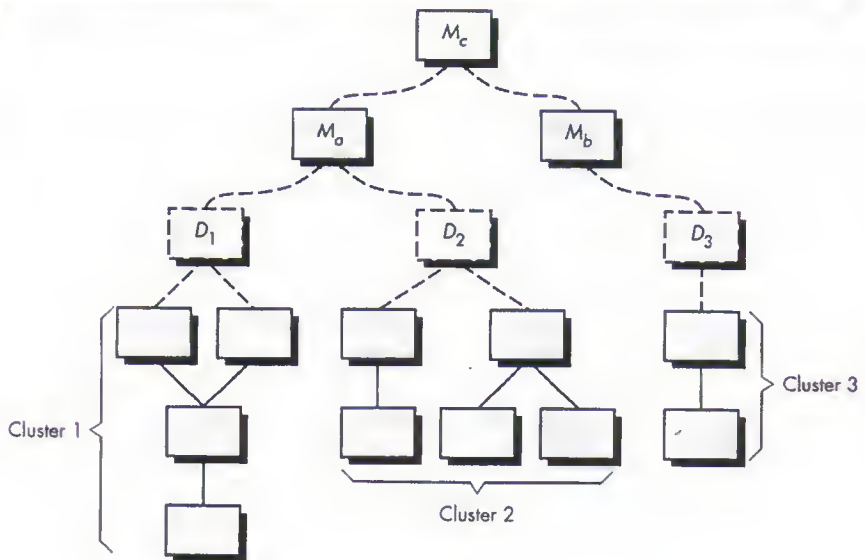 M_c
M_a
M_b
D_1
D_2
D_3
Cluster 3
Cluster 1
Cluster 2